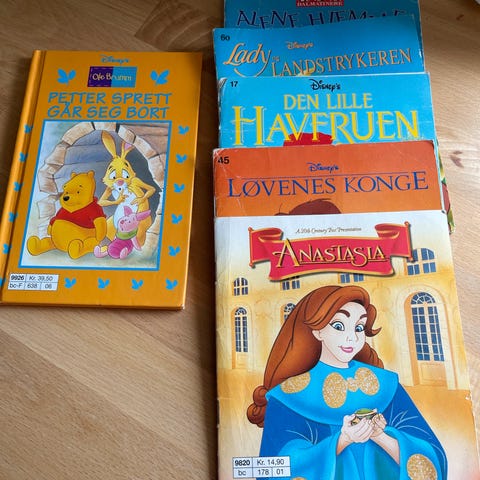 Disney's
Ole Brumm
PETTER SPRETT
GÅR SEG BORT
9926 Kr. 39,50
bc-F 638 06
DALMATINERE
ALENE HJEMME
60
Disney's
Lady og
LANDSTRYKEREN
17
Disney's
DEN LILLE
HAVFRUEN
45
Disney's
LØVENES KONGE
A 20th Century Fox Presentation
ANASTASIA
9820 Kr. 14,90
bc 178 01